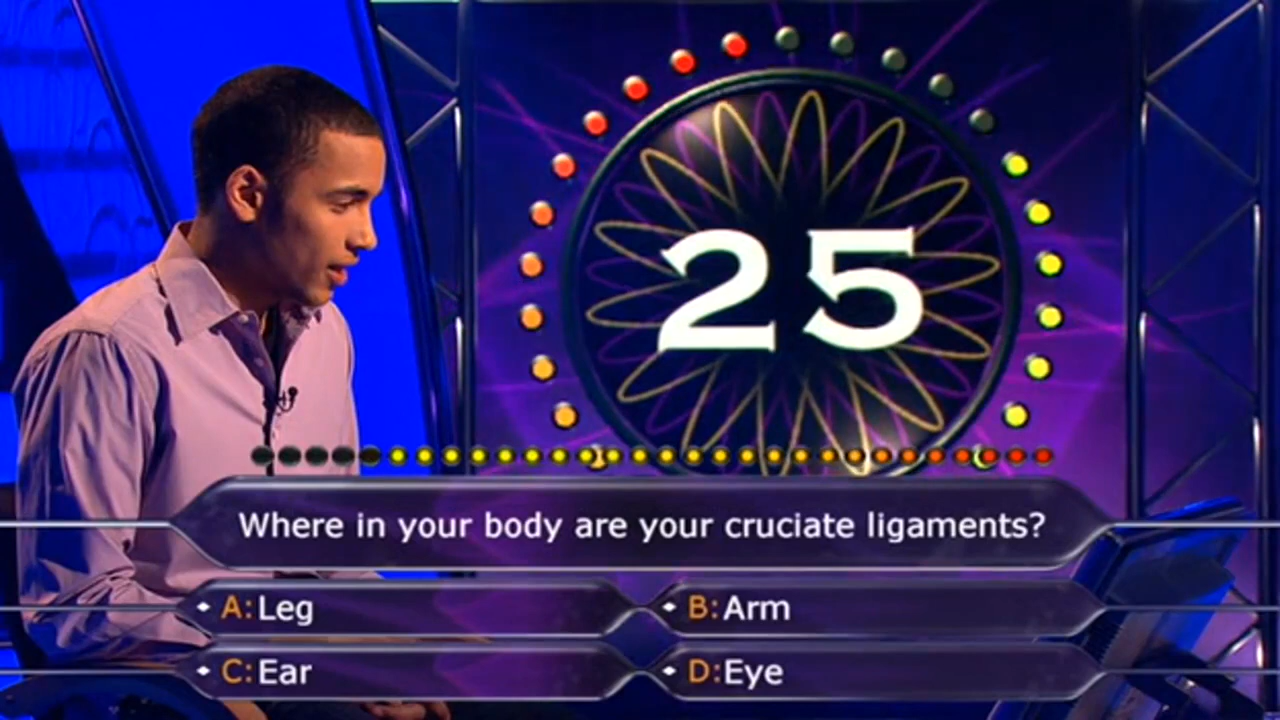 25
Where in your body are your cruciate ligaments?
A: Leg
B: Arm
C: Ear
D: Eye